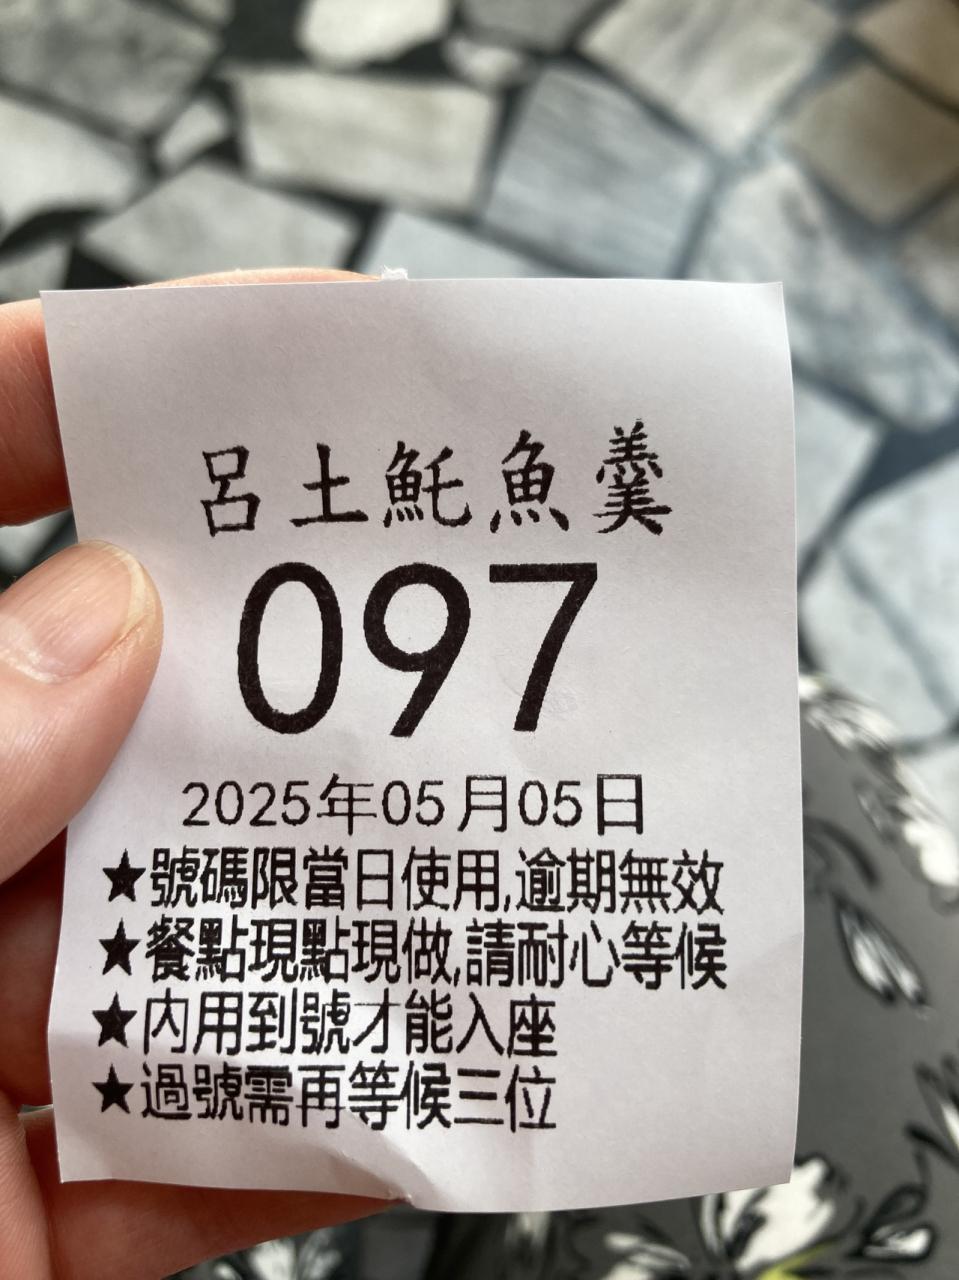 呂土魠魚羹
097
2025年05月05日
★號碼限當日使用,逾期無效
★餐點現點現做,請耐心等候
★內用到號才能入座
★過號需再等候三位